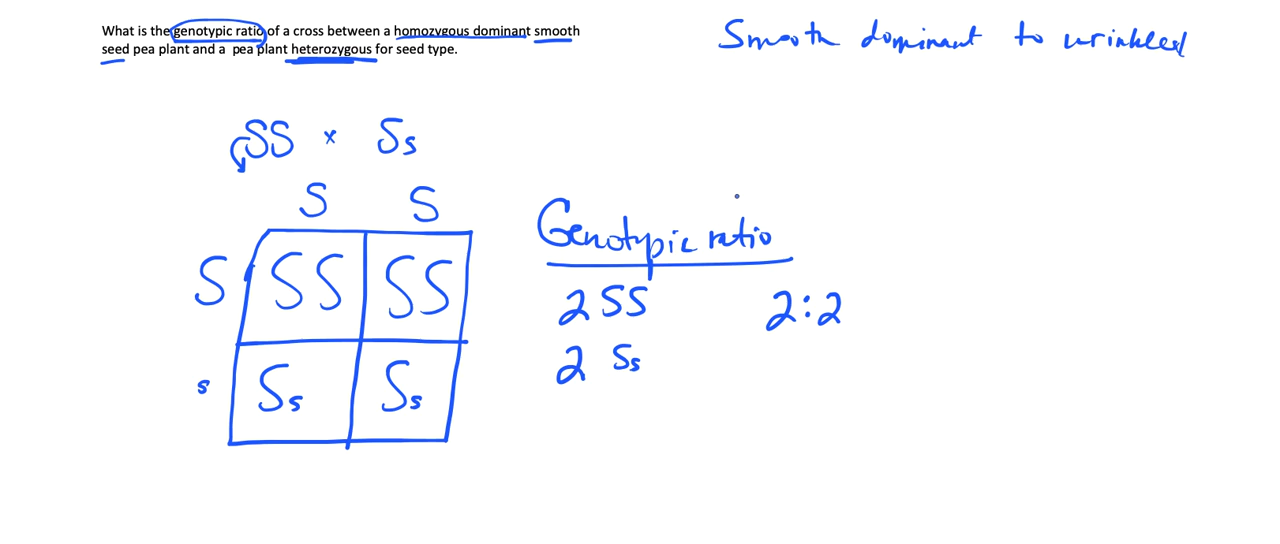 What is the genotypic ratio of a cross between a homozygous dominant smooth
seed pea plant and a pea plant heterozygous for seed type.
Smooth dominant to wrinkled
SS x Ss
S S
S SS SS
s Ss Ss
Genotypic ratio
2 SS 2:2
2 Ss